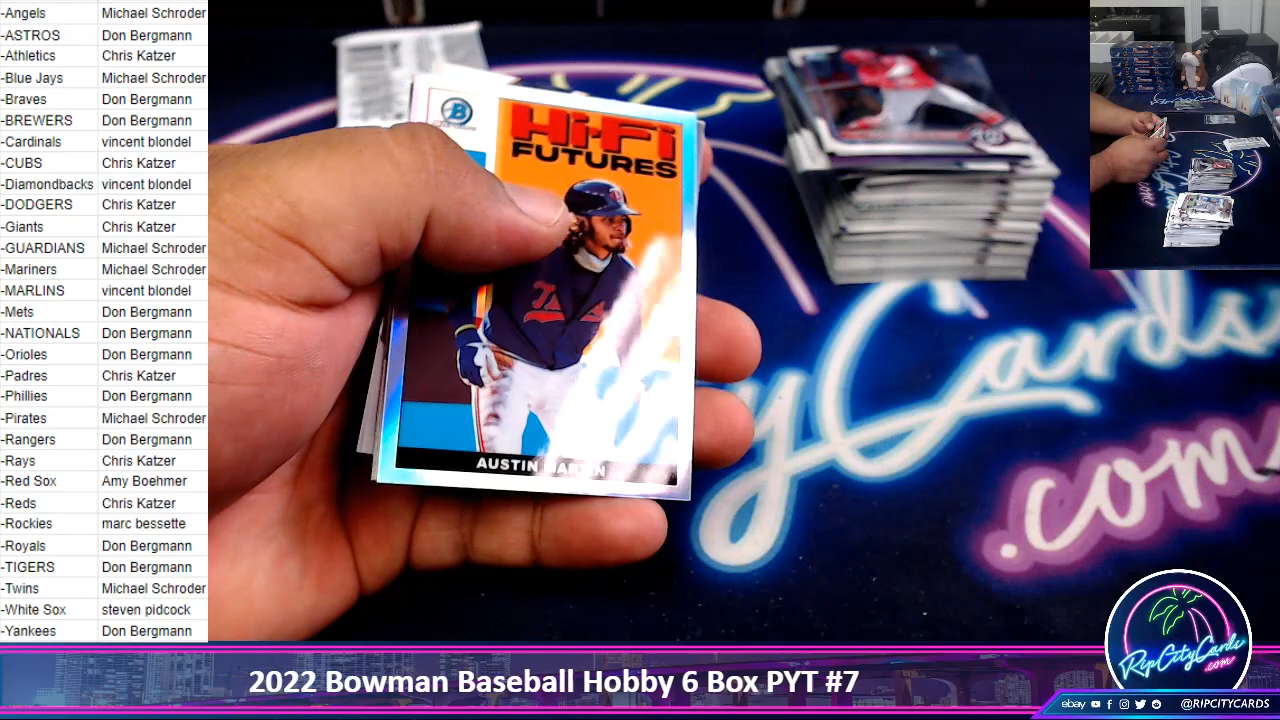 -Angels Michael Schroder
-ASTROS Don Bergmann
-Athletics Chris Katzer
-Blue Jays Michael Schroder
-Braves Don Bergmann
-BREWERS Don Bergmann
-Cardinals vincent blondel
-CUBS Chris Katzer
-Diamondbacks vincent blondel
-DODGERS Chris Katzer
-Giants Chris Katzer
-GUARDIANS Michael Schroder
-Mariners Michael Schroder
-MARLINS vincent blondel
-Mets Don Bergmann
-NATIONALS Don Bergmann
-Orioles Don Bergmann
-Padres Chris Katzer
-Phillies Don Bergmann
-Pirates Michael Schroder
-Rangers Don Bergmann
-Rays Chris Katzer
-Red Sox Amy Boehmer
-Reds Chris Katzer
-Rockies marc bessette
-Royals Don Bergmann
-TIGERS Don Bergmann
-Twins Michael Schroder
-White Sox steven pidcock
-Yankees Don Bergmann
B
Hi-Fi
FUTURES
Twins
AUSTIN MARTIN
yCards
.com
2022 Bowman Baseball Hobby 6 Box PYT #7
RipCityCards
.com
ebay @RIPCITYCARDS